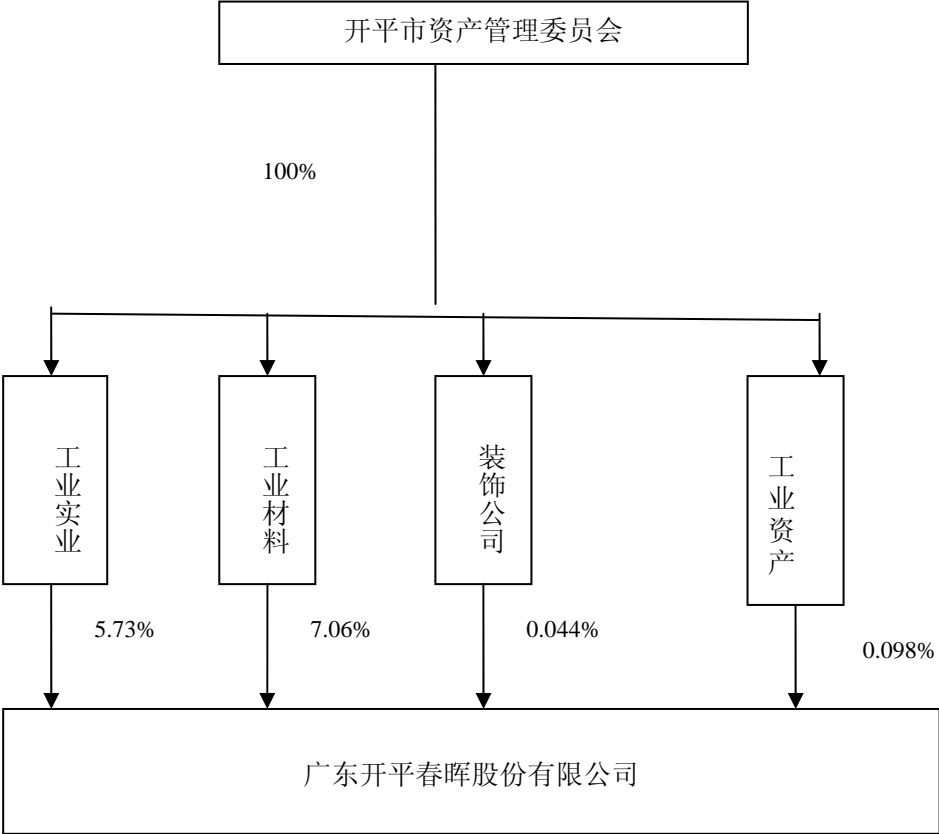 开平市资产管理委员会
100%
工业实业
工业材料
装饰公司
工业资产
5.73%
7.06%
0.044%
0.098%
广东开平春晖股份有限公司